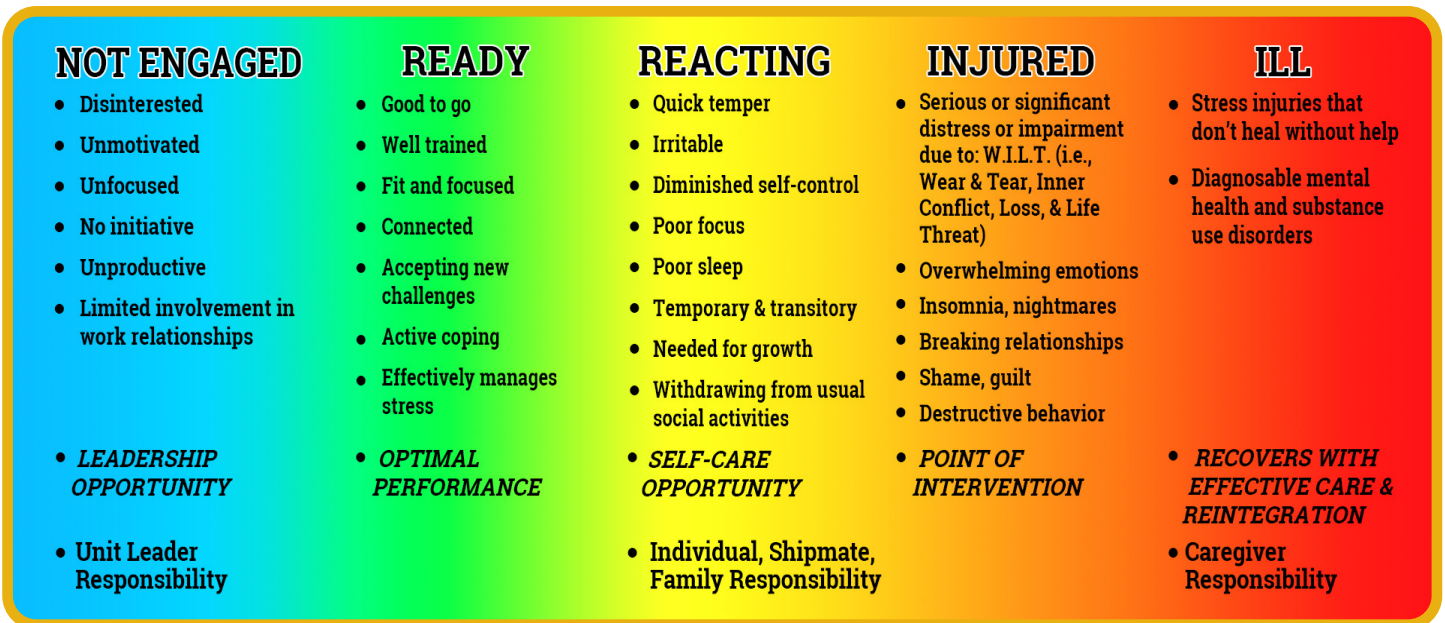 NOT ENGAGED
• Disinterested
• Unmotivated
• Unfocused
• No initiative
• Unproductive
• Limited involvement in
work relationships
• LEADERSHIP
OPPORTUNITY
• Unit Leader
Responsibility
READY
• Good to go
• Well trained
• Fit and focused
• Connected
• Accepting new
challenges
• Active coping
• Effectively manages
stress
• OPTIMAL
PERFORMANCE
REACTING
• Quick temper
• Irritable
• Diminished self-control
• Poor focus
• Poor sleep
• Temporary & transitory
• Needed for growth
• Withdrawing from usual
social activities
• SELF-CARE
OPPORTUNITY
• Individual, Shipmate,
Family Responsibility
INJURED
• Serious or significant
distress or impairment
due to: W.I.L.T. (i.e.,
Wear & Tear, Inner
Conflict, Loss, & Life
Threat)
• Overwhelming emotions
• Insomnia, nightmares
• Breaking relationships
• Shame, guilt
• Destructive behavior
• POINT OF
INTERVENTION
ILL
• Stress injuries that
don't heal without help
• Diagnosable mental
health and substance
use disorders
• RECOVERS WITH
EFFECTIVE CARE &
REINTEGRATION
• Caregiver
Responsibility